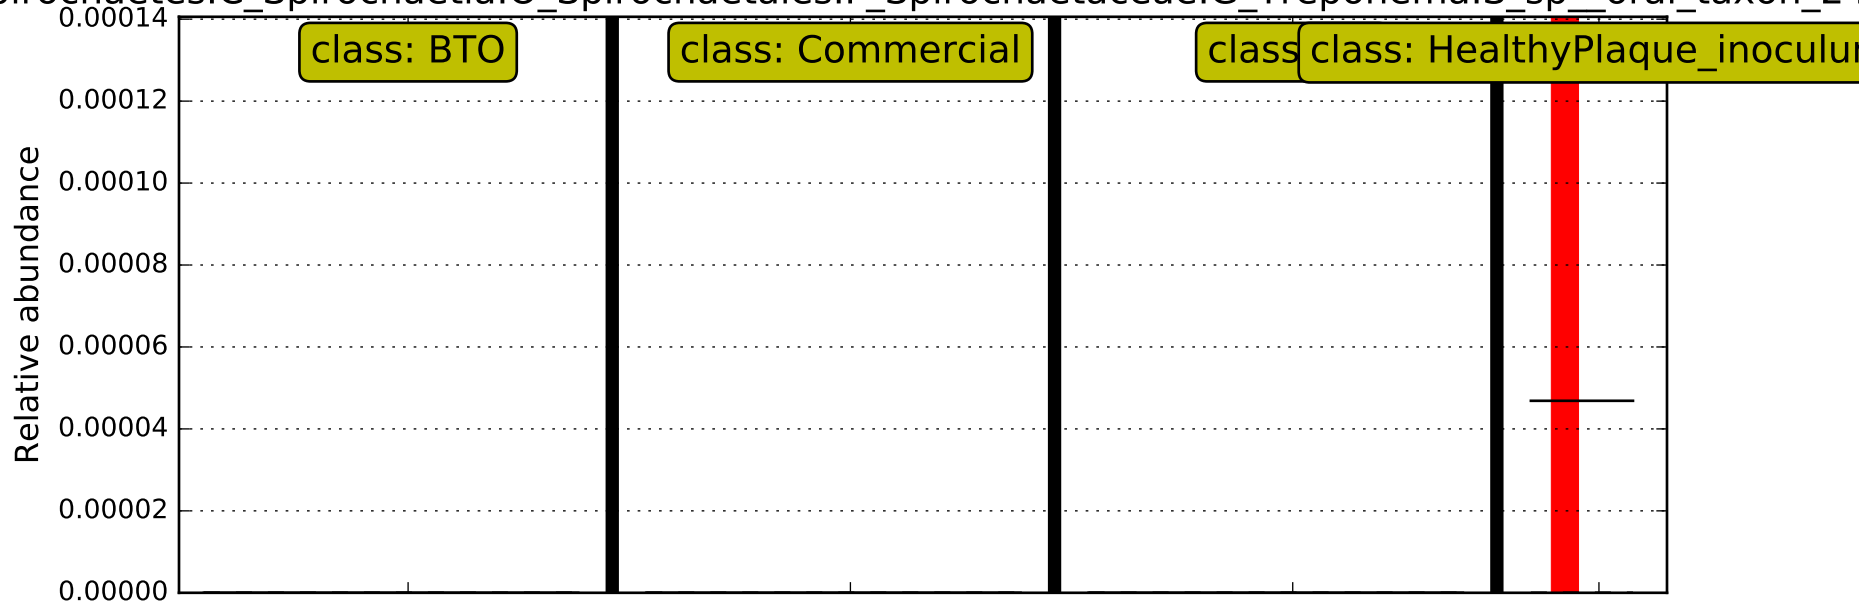 class: BTO
class: Commercial
class
class: HealthyPlaque_inoculu
0.00014
0.00012
0.00010
0.00008
0.00006
0.00004
0.00002
0.00000
Relative abundance